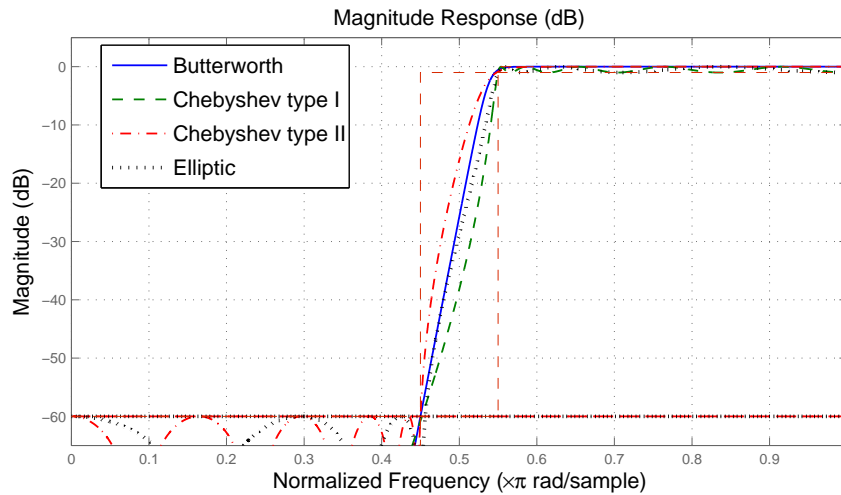 Magnitude Response (dB)
Butterworth
Chebyshev type I
Chebyshev type II
Elliptic
Magnitude (dB)
0
−10
−20
−30
−40
−50
−60
0
0.1
0.2
0.3
0.4
0.5
0.6
0.7
0.8
0.9
Normalized Frequency (×π rad/sample)